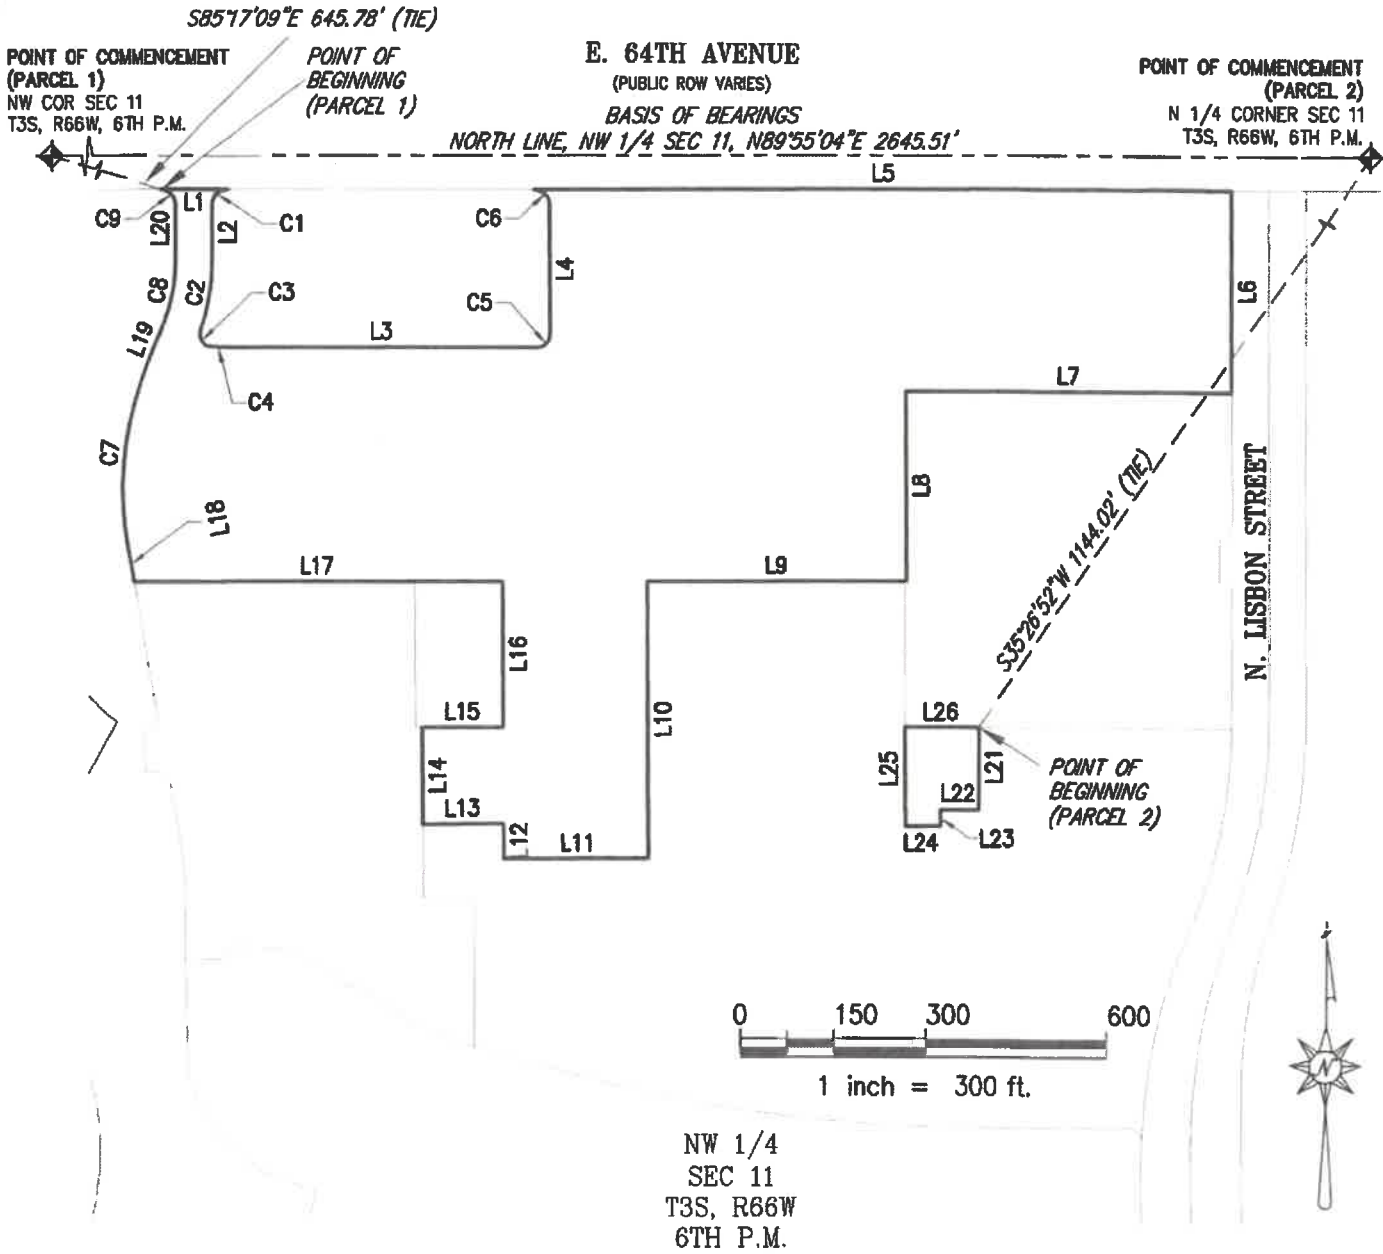 S85°17'09"E 645.78' (TIE)
POINT OF COMMENCEMENT
(PARCEL 1)
NW COR SEC 11
T3S, R66W, 6TH P.M.
POINT OF
BEGINNING
(PARCEL 1)
E. 64TH AVENUE
(PUBLIC ROW VARIES)
BASIS OF BEARINGS
NORTH LINE, NW 1/4 SEC 11, N89°55'04"E 2645.51'
POINT OF COMMENCEMENT
(PARCEL 2)
N 1/4 CORNER SEC 11
T3S, R66W, 6TH P.M.
L5
C9
L20
L1
L2
C1
C6
L4
L6
C8
C2
C3
C5
L19
L3
C4
L7
C7
L8
L18
S35°26'52"W 1144.02' (TIE)
N. LISBON STREET
L17
L9
L16
L10
L15
L14
L13
12
L11
L26
L25
L21
L22
L24
L23
POINT OF
BEGINNING
(PARCEL 2)
0 150 300 600
1 inch = 300 ft.
N
NW 1/4
SEC 11
T3S, R66W
6TH P.M.